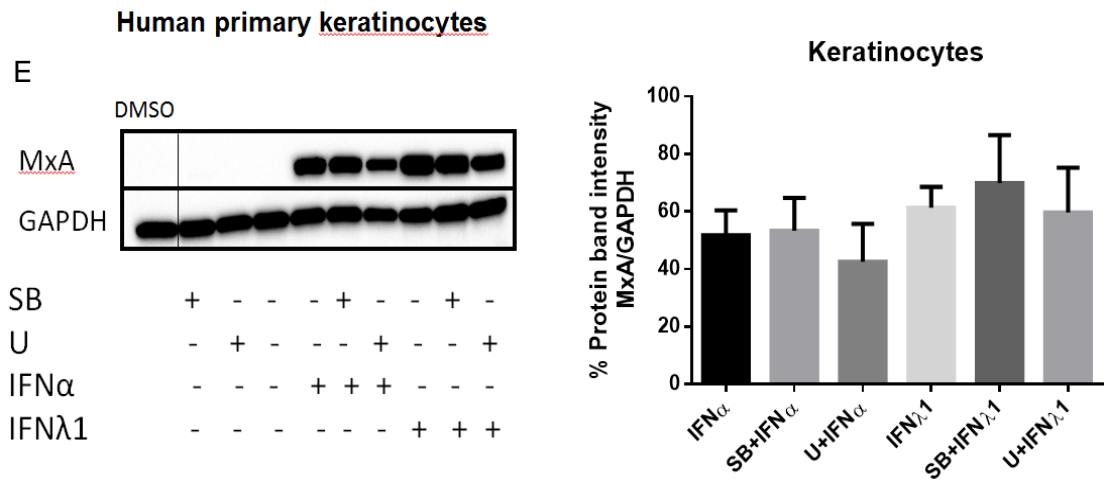 Human primary keratinocytes
E
DMSO
MxA
GAPDH
SB + - - - + - - + -
U - + - - - + - - +
IFNα - - - + + + - - -
IFNλ1 - - - - - - + + +
Keratinocytes
% Protein band intensity
MxA/GAPDH
100
80
60
40
20
0
IFNα
SB+IFNα
U+IFNα
IFNλ1
SB+IFNλ1
U+IFNλ1